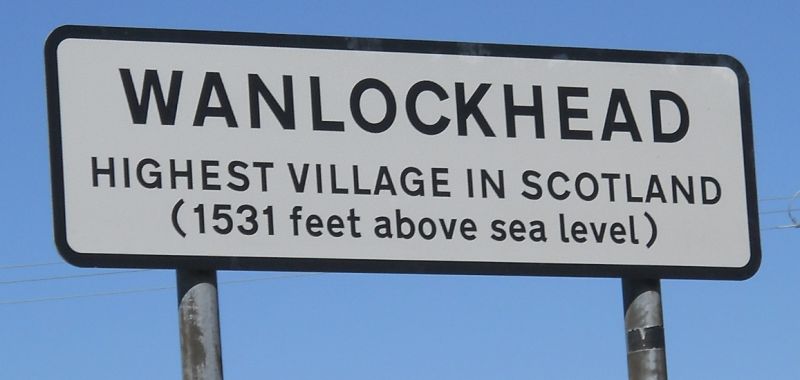 WANLOCKHEAD
HIGHEST VILLAGE IN SCOTLAND
(1531 feet above sea level)